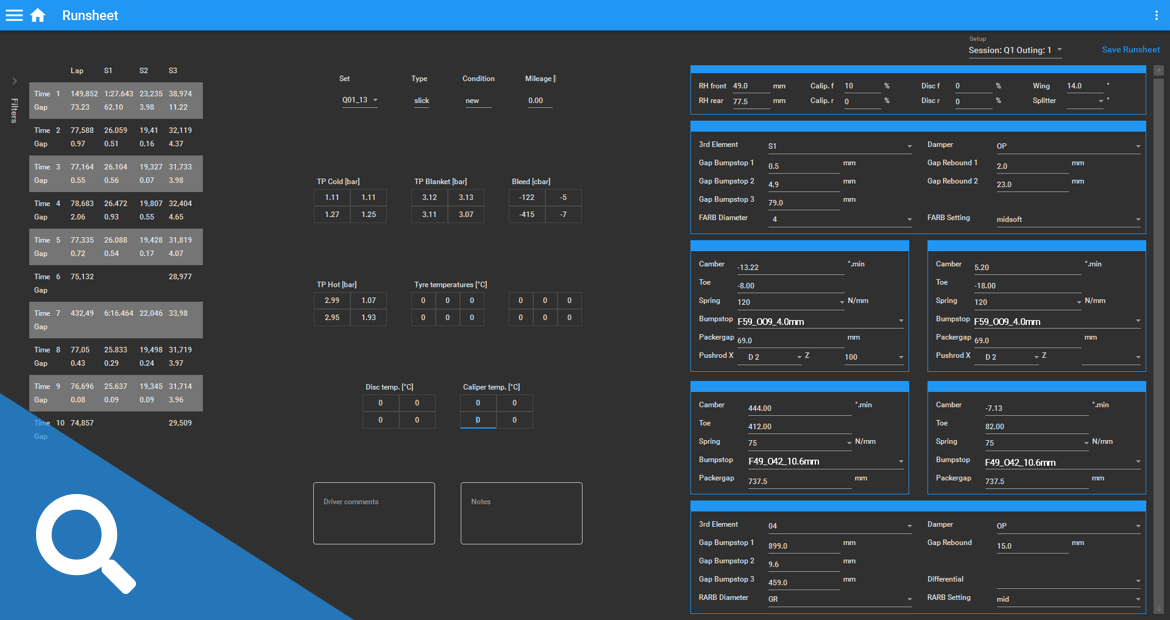 Runsheet
Setup
Session: Q1 Outing: 1
Save Runsheet
Filters
Lap S1 S2 S3
Time 1 149,852 1:27.643 23,235 38,974
Gap 73.23 62.10 3.98 11.22
Time 2 77,588 26.059 19,41 32,119
Gap 0.97 0.51 0.16 4.37
Time 3 77,164 26.104 19,327 31,733
Gap 0.55 0.56 0.07 3.98
Time 4 78,683 26.472 19,807 32,404
Gap 2.06 0.93 0.55 4.65
Time 5 77,335 26.088 19,428 31,819
Gap 0.72 0.54 0.17 4.07
Time 6 75,132 28,977
Gap
Time 7 432,49 6:16.464 22,046 33,98
Gap
Time 8 77,05 25.833 19,498 31,719
Gap 0.43 0.29 0.24 3.97
Time 9 76,696 25.637 19,345 31,714
Gap 0.08 0.09 0.09 3.96
Time 10 74,857 29,509
Gap
Set Type Condition Mileage [
Q01_13 slick new 0.00
TP Cold [bar] TP Blanket [bar] Bleed [cbar]
1.11 1.11 3.12 3.13 -122 -5
1.27 1.25 3.11 3.07 -415 -7
TP Hot [bar] Tyre temperatures [°C]
2.99 1.07 0 0 0 0 0 0
2.95 1.93 0 0 0 0 0 0
Disc temp. [°C] Caliper temp. [°C]
0 0 0 0
0 0 0 0
Driver comments Notes
RH front 49.0 mm Calip. f 10 % Disc f 0 % Wing 14.0 °
RH rear 77.5 mm Calip. r 0 % Disc r 0 % Splitter °
3rd Element S1 Damper OP
Gap Bumpstop 1 0.5 mm Gap Rebound 1 2.0 mm
Gap Bumpstop 2 4.9 mm Gap Rebound 2 23.0 mm
Gap Bumpstop 3 79.0 mm
FARB Diameter 4 FARB Setting midsoft
Camber -13.22 °.min Camber 5.20 °.min
Toe -8.00 Toe -18.00
Spring 120 N/mm Spring 120 N/mm
Bumpstop F59_009_4.0mm Bumpstop F59_009_4.0mm
Packergap 69.0 mm Packergap 69.0 mm
Pushrod X D 2 Z 100 Pushrod X D 2 Z
Camber 444.00 °.min Camber -7.13 °.min
Toe 412.00 Toe 82.00
Spring 75 N/mm Spring 75 N/mm
Bumpstop F49_042_10.6mm Bumpstop F49_042_10.6mm
Packergap 737.5 mm Packergap 737.5 mm
3rd Element 04 Damper OP
Gap Bumpstop 1 899.0 mm Gap Rebound 15.0 mm
Gap Bumpstop 2 9.6 mm
Gap Bumpstop 3 459.0 mm Differential
RARB Diameter GR RARB Setting mid